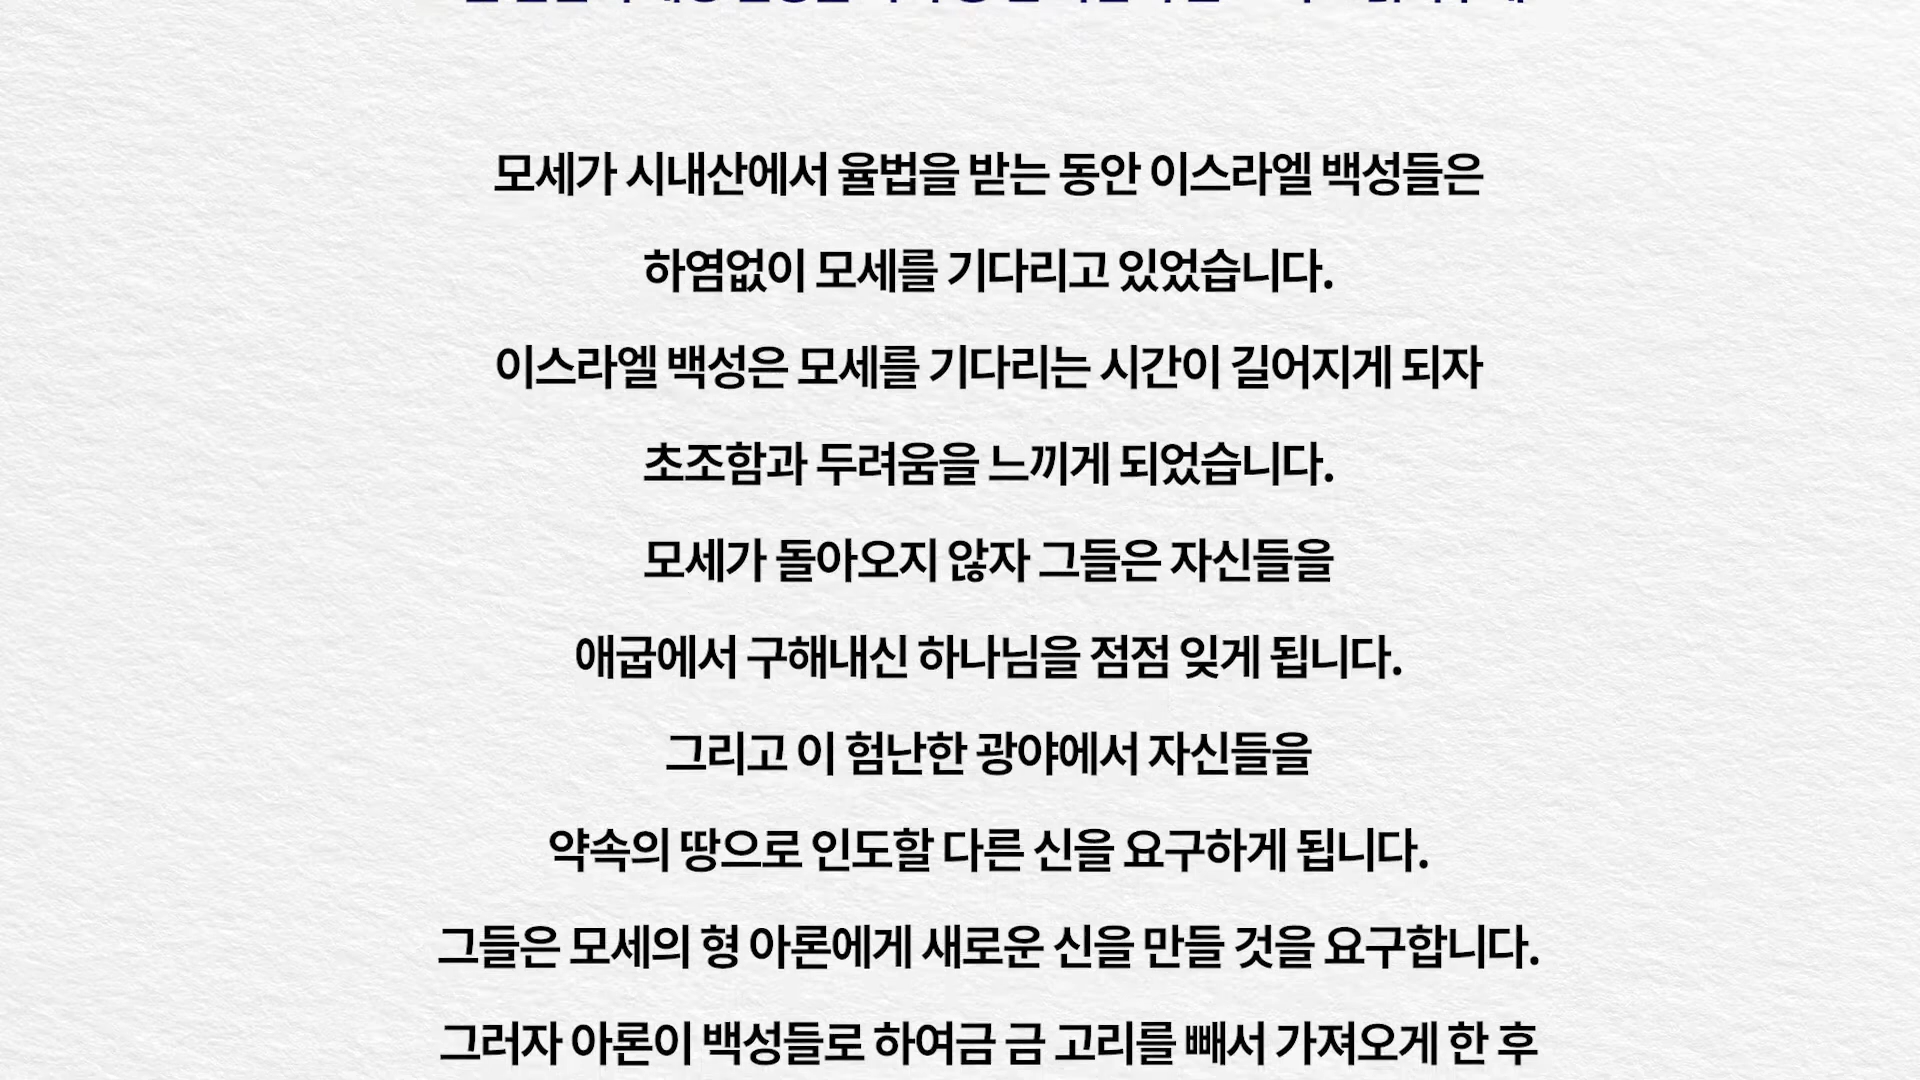 모세가 시내산에서 율법을 받는 동안 이스라엘 백성들은
하염없이 모세를 기다리고 있었습니다.
이스라엘 백성은 모세를 기다리는 시간이 길어지게 되자
초조함과 두려움을 느끼게 되었습니다.
모세가 돌아오지 않자 그들은 자신들을
애굽에서 구해내신 하나님을 점점 잊게 됩니다.
그리고 이 험난한 광야에서 자신들을
약속의 땅으로 인도할 다른 신을 요구하게 됩니다.
그들은 모세의 형 아론에게 새로운 신을 만들 것을 요구합니다.
그러자 아론이 백성들로 하여금 금 고리를 빼서 가져오게 한 후